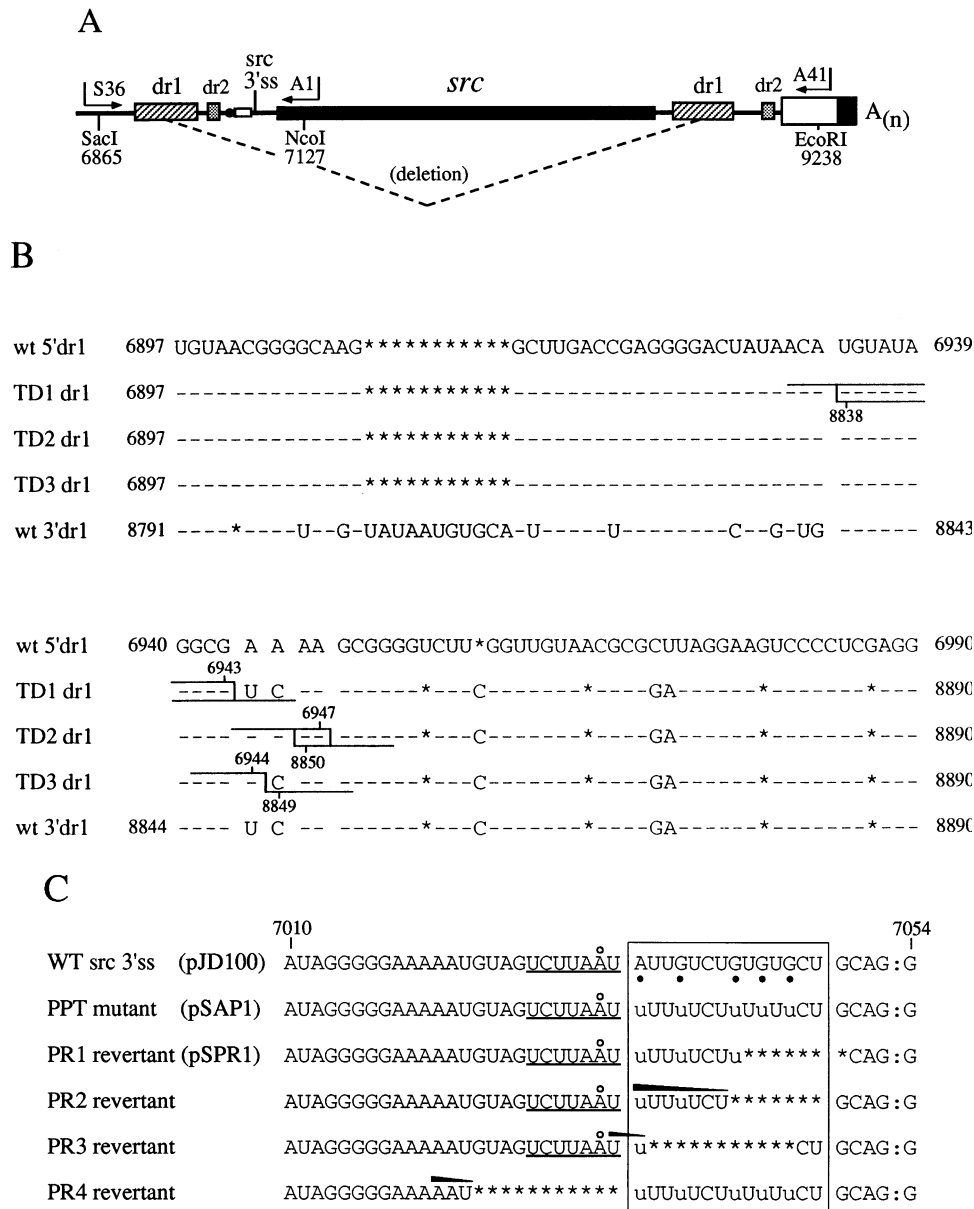 A
S36 dr1 dr2 src 3'ss A1 src dr1 dr2 A41 A(n)
SacI 6865 NcoI 7127 (deletion) EcoRI 9238
B
wt 5'dr1 6897 UGUAACGGGGCAAG***********GCUUGACCGAGGGGACUAUAACA UGUAUA 6939
TD1 dr1 6897 --------------***********----------------------- ------
8838
TD2 dr1 6897 --------------***********----------------------- ------
TD3 dr1 6897 --------------***********----------------------- ------
wt 3'dr1 8791 ----*----U--G-UAUAAUGUGCA-U-----U--------C--G-UG ------ 8843
wt 5'dr1 6940 GGCG A A AA GCGGGGUCUU*GGUUGUAACGCGCUUAGGAAGUCCCCUCGAGG 6990
6943
TD1 dr1 ---- U C -- ------*---C-------*----GA------*-------*--- 8890
6947
TD2 dr1 ---- - - -- ------*---C-------*----GA------*-------*--- 8890
8850
6944
TD3 dr1 ---- - C -- ------*---C-------*----GA------*-------*--- 8890
8849
wt 3'dr1 8844 ---- U C -- ------*---C-------*----GA------*-------*--- 8890
C
7010 7054
WT src 3'ss (pJD100) AUAGGGGGAAAAAUGUAGUCUUAAU AUUGUCUGUGUGCU GCAG:G
PPT mutant (pSAP1) AUAGGGGGAAAAAUGUAGUCUUAAU uUUuUCUuUuUuCU GCAG:G
PR1 revertant (pSPR1) AUAGGGGGAAAAAUGUAGUCUUAAU uUUuUCUu****** *CAG:G
PR2 revertant AUAGGGGGAAAAAUGUAGUCUUAAU uUUuUCU******* GCAG:G
PR3 revertant AUAGGGGGAAAAAUGUAGUCUUAAU u***********CU GCAG:G
PR4 revertant AUAGGGGGAAAAAU*********** uUUuUCUuUuUuCU GCAG:G